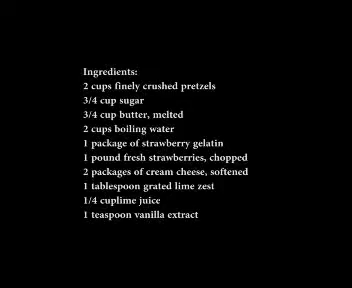 Ingredients:
2 cups finely crushed pretzels
3/4 cup sugar
3/4 cup butter, melted
2 cups boiling water
1 package of strawberry gelatin
1 pound fresh strawberries, chopped
2 packages of cream cheese, softened
1 tablespoon grated lime zest
1/4 cuplime juice
1 teaspoon vanilla extract